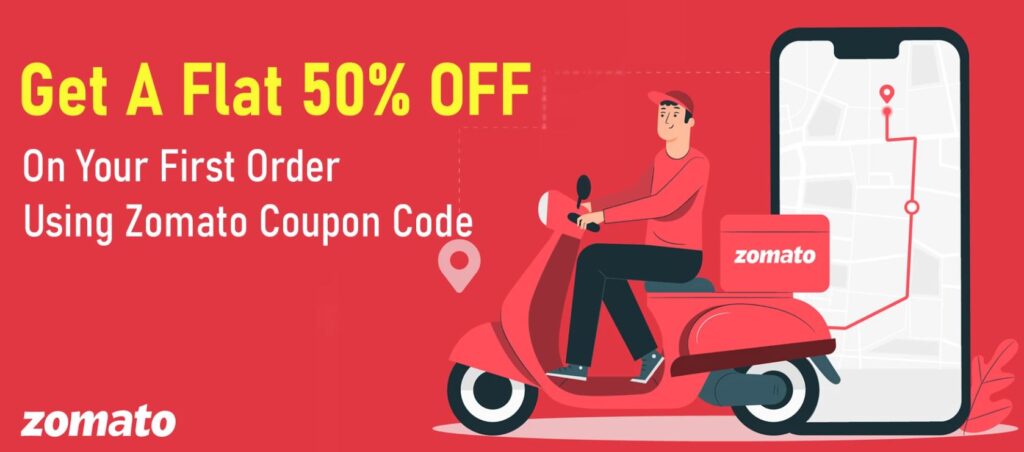 Get A Flat 50% OFF
On Your First Order
Using Zomato Coupon Code
zomato
zomato